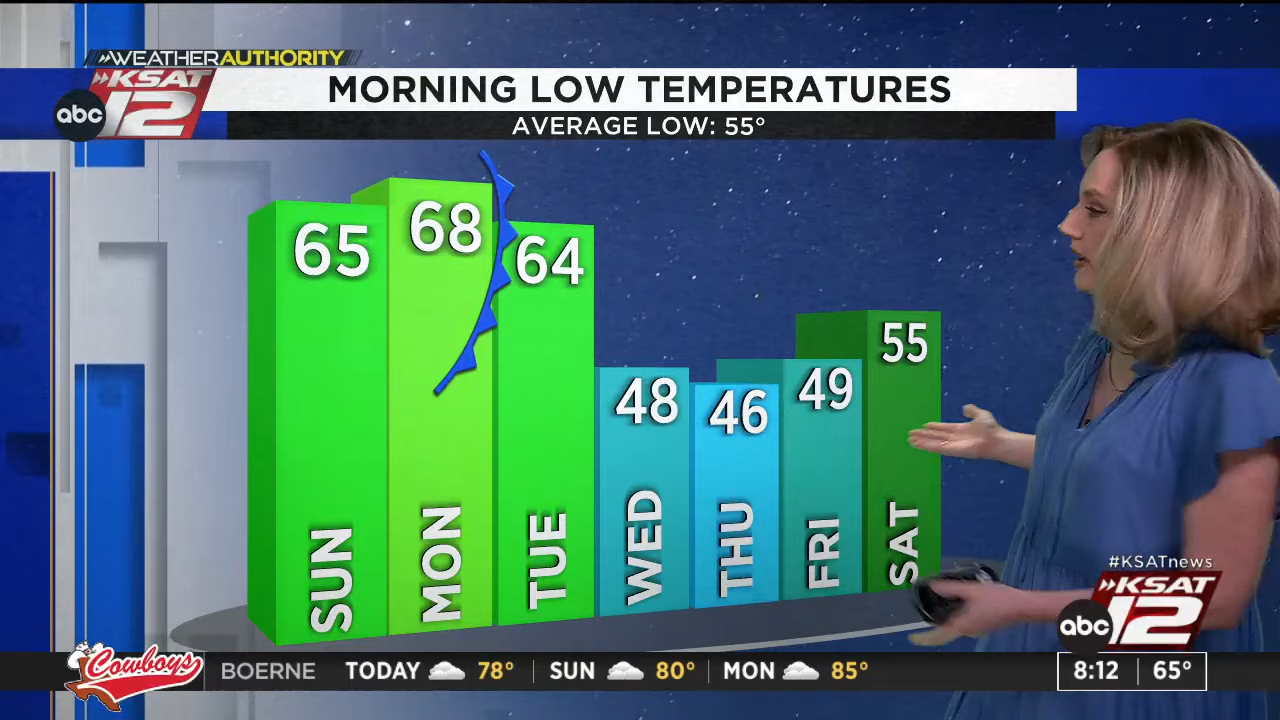 WEATHERAUTHORITY
KSAT
abc 12
MORNING LOW TEMPERATURES
AVERAGE LOW: 55°
65
68
64
48
46
49
55
SUN
MON
TUE
WED
THU
FRI
SAT
#KSATnews
KSAT
abc 12
Cowboys
BOERNE TODAY 78° SUN 80° MON 85°
8:12 65°